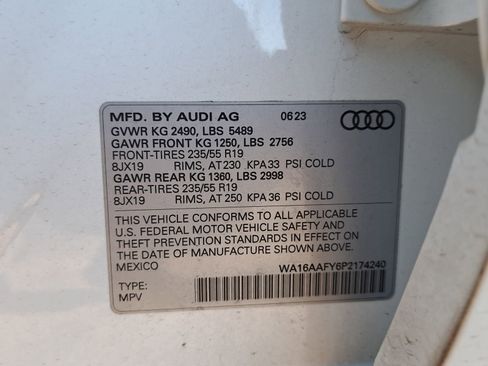 MFD. BY AUDI AG 06 23
GVWR KG 2490, LBS 5489
GAWR FRONT KG 1250, LBS 2756
FRONT-TIRES 235/55 R19
8JX19 RIMS, AT 230 KPA 33 PSI COLD
GAWR REAR KG 1360, LBS 2998
REAR-TIRES 235/55 R19
8JX19 RIMS, AT 250 KPA 36 PSI COLD
THIS VEHICLE CONFORMS TO ALL APPLICABLE
U.S. FEDERAL MOTOR VEHICLE SAFETY AND
THEFT PREVENTION STANDARDS IN EFFECT ON
THE DATE OF MANUFACTURE SHOWN ABOVE.
MEXICO WA16AAFY6P2174240
TYPE:
MPV